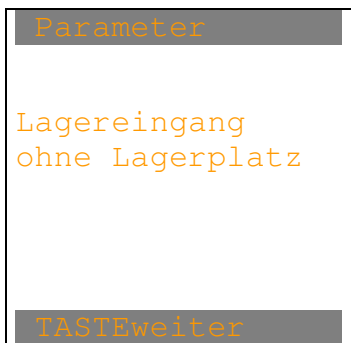 Parameter
Lagereingang
ohne Lagerplatz
TASTEweiter